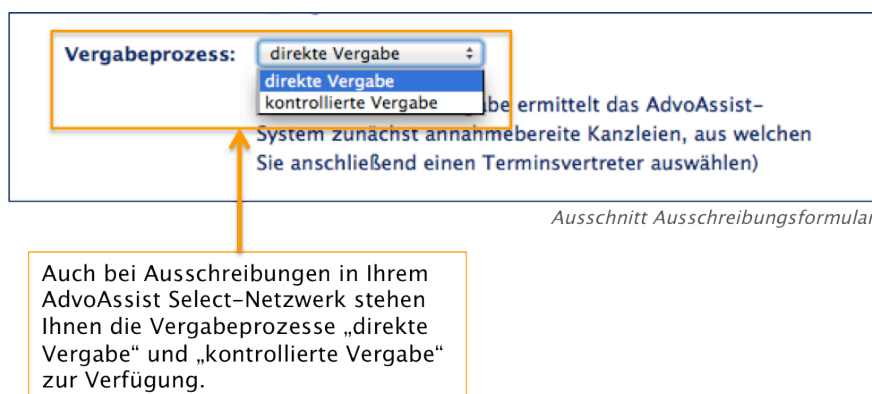 Vergabeprozess: direkte Vergabe
direkte Vergabe
kontrollierte Vergabe
ermittelt das AdvoAssist-
System zunächst annahmebereite Kanzleien, aus welchen
Sie anschließend einen Terminsvertreter auswählen)
Ausschnitt Ausschreibungsformular
Auch bei Ausschreibungen in Ihrem
AdvoAssist Select-Netzwerk stehen
Ihnen die Vergabeprozesse „direkte
Vergabe“ und „kontrollierte Vergabe“
zur Verfügung.